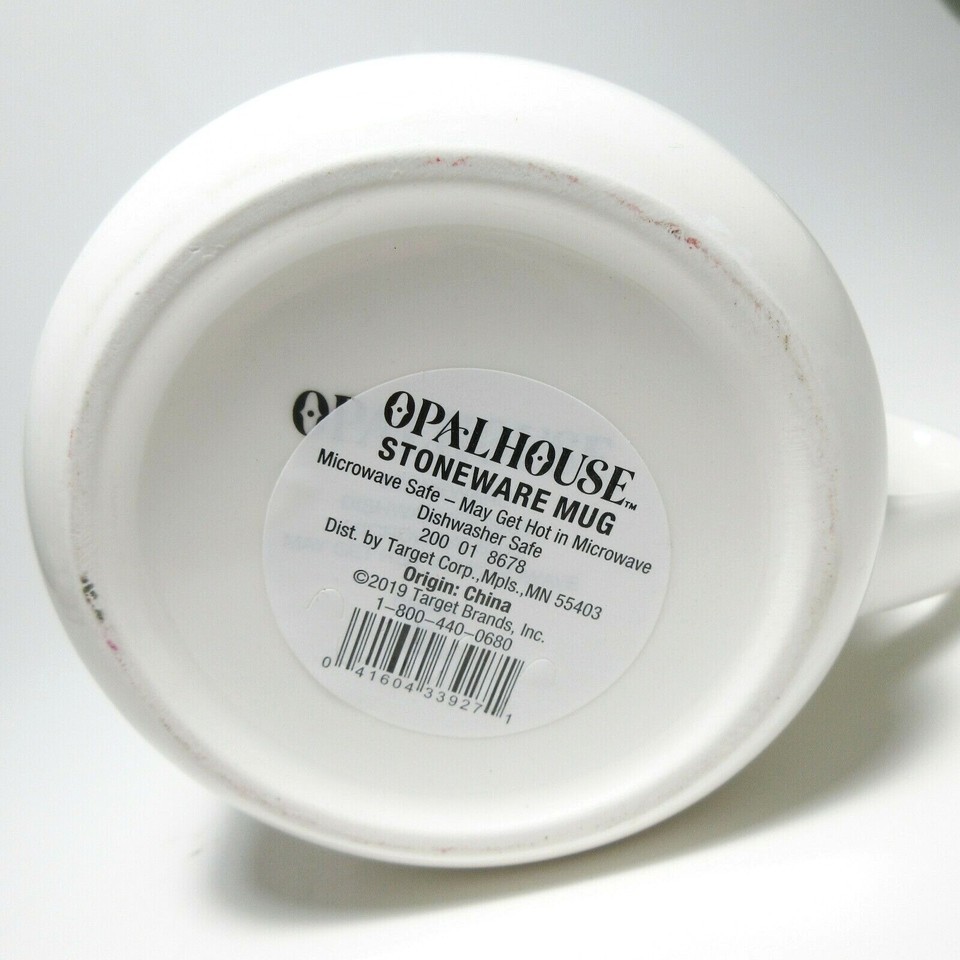 OPALHOUSE™
STONEWARE MUG
Microwave Safe – May Get Hot in Microwave
Dishwasher Safe
200 01 8678
Dist. by Target Corp.,Mpls.,MN 55403
Origin: China
©2019 Target Brands, Inc.
1-800-440-0680
0 41604 33927 1